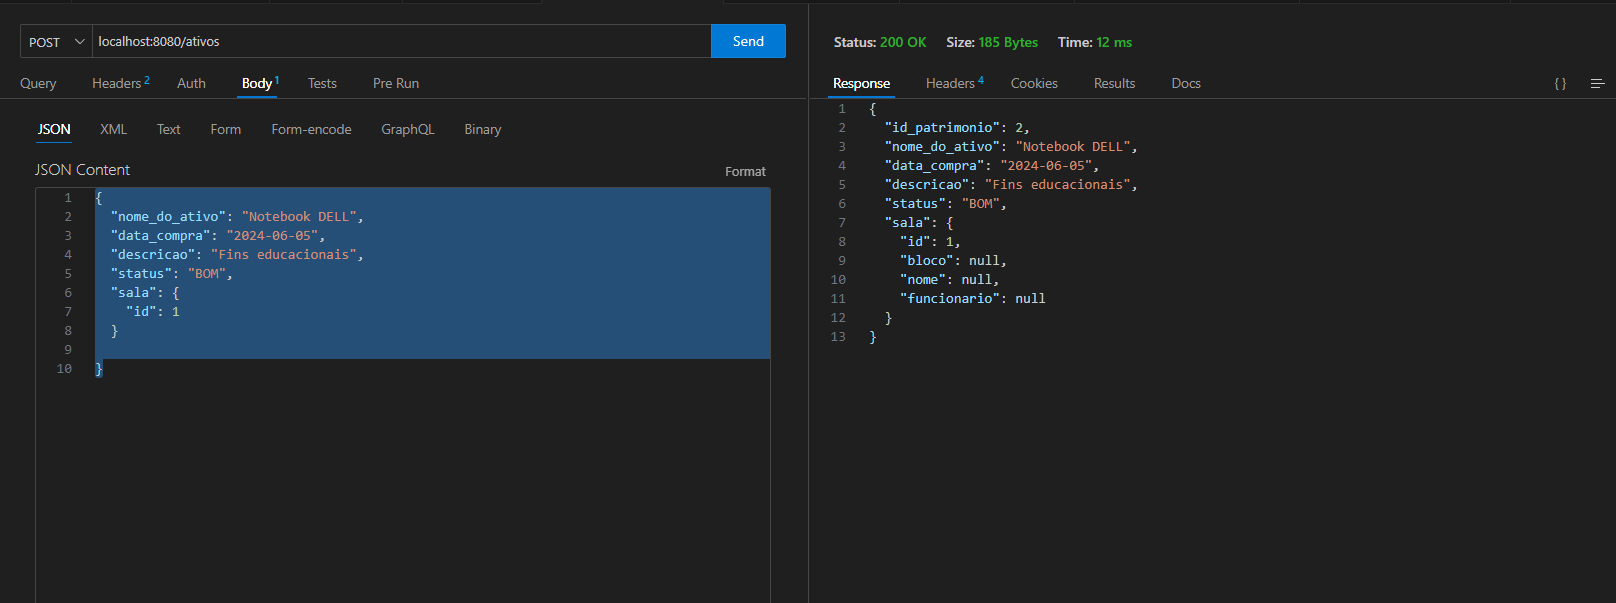 POST localhost:8080/ativos Send
Query Headers 2 Auth Body 1 Tests Pre Run
JSON XML Text Form Form-encode GraphQL Binary
JSON Content Format
1 {
2 "nome_do_ativo": "Notebook DELL",
3 "data_compra": "2024-06-05",
4 "descricao": "Fins educacionais",
5 "status": "BOM",
6 "sala": {
7 "id": 1
8 }
9
10 }
Status: 200 OK Size: 185 Bytes Time: 12 ms
Response Headers 4 Cookies Results Docs { }
1 {
2 "id_patrimonio": 2,
3 "nome_do_ativo": "Notebook DELL",
4 "data_compra": "2024-06-05",
5 "descricao": "Fins educacionais",
6 "status": "BOM",
7 "sala": {
8 "id": 1,
9 "bloco": null,
10 "nome": null,
11 "funcionario": null
12 }
13 }